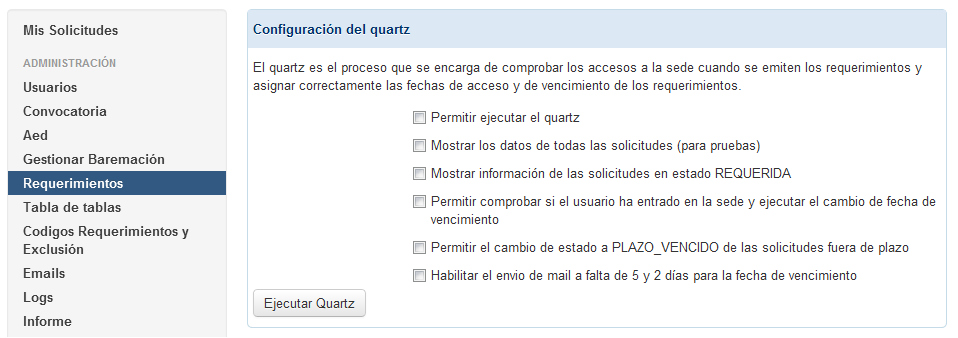 Mis Solicitudes
ADMINISTRACIÓN
Usuarios
Convocatoria
Aed
Gestionar Baremación
Requerimientos
Tabla de tablas
Codigos Requerimientos y
Exclusión
Emails
Logs
Informe
Configuración del quartz
El quartz es el proceso que se encarga de comprobar los accesos a la sede cuando se emiten los requerimientos y
asignar correctamente las fechas de acceso y de vencimiento de los requerimientos.
Permitir ejecutar el quartz
Mostrar los datos de todas las solicitudes (para pruebas)
Mostrar información de las solicitudes en estado REQUERIDA
Permitir comprobar si el usuario ha entrado en la sede y ejecutar el cambio de fecha de
vencimiento
Permitir el cambio de estado a PLAZO_VENCIDO de las solicitudes fuera de plazo
Habilitar el envio de mail a falta de 5 y 2 días para la fecha de vencimiento
Ejecutar Quartz